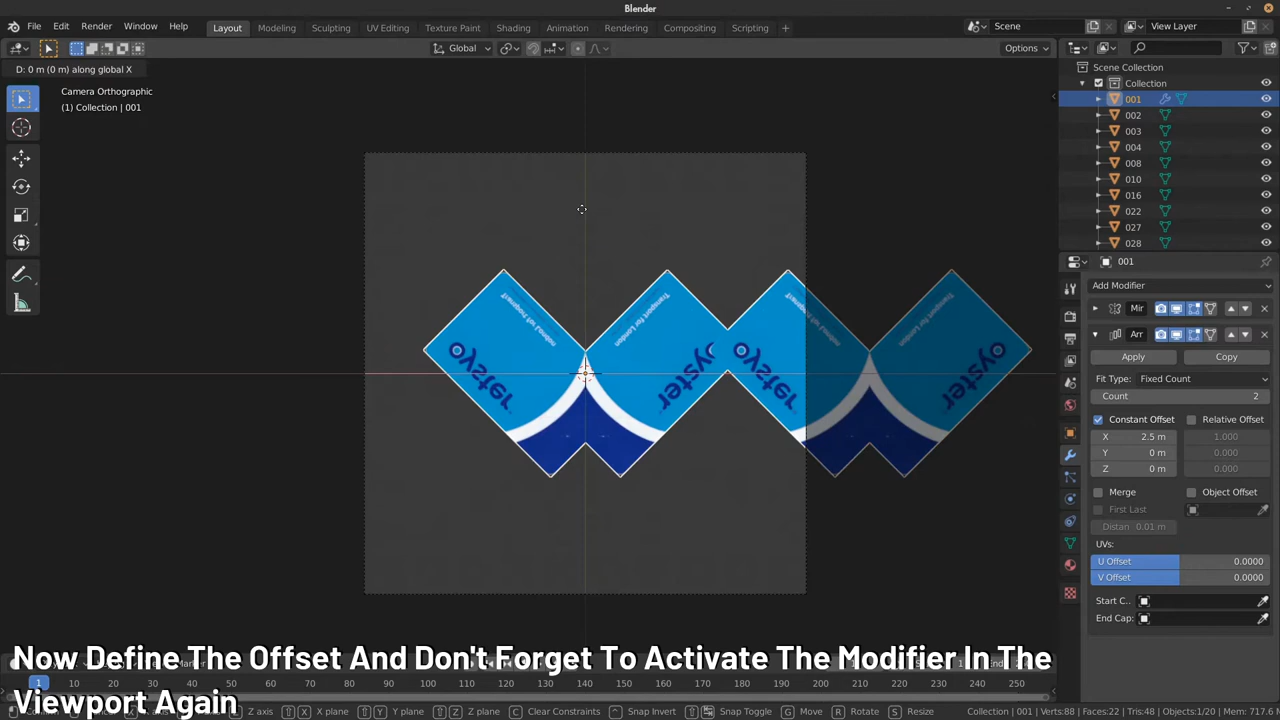 Blender
File Edit Render Window Help
Layout Modeling Sculpting UV Editing Texture Paint Shading Animation Rendering Compositing Scripting +
Scene
View Layer
Global
Options
D: 0 m (0 m) along global X
Camera Orthographic
(1) Collection | 001
Scene Collection
Collection
001
002
003
004
008
010
016
022
027
028
001
Add Modifier
Mir
Arr
Apply Copy
Fit Type: Fixed Count
Count 2
Constant Offset Relative Offset
X 2.5 m 1.000
Y 0 m 0.000
Z 0 m 0.000
Merge Object Offset
First Last
Distan 0.01 m
UVs:
U Offset 0.0000
V Offset 0.0000
Start C..
End Cap:
Transport for London
oyster
Now Define The Offset And Don't Forget To Activate The Modifier In The
Viewport Again
1 10 20 30 40 50 60 70 80 90 100 110 120 130 140 150 160 170 180 190 200 210 220 230 240 250
Z axis X plane Y plane Z plane Clear Constraints Snap Invert Snap Toggle Move Rotate Resize
Collection | 001 | Verts:88 | Faces:22 | Tris:48 | Objects:1/20 | Mem: 717.6